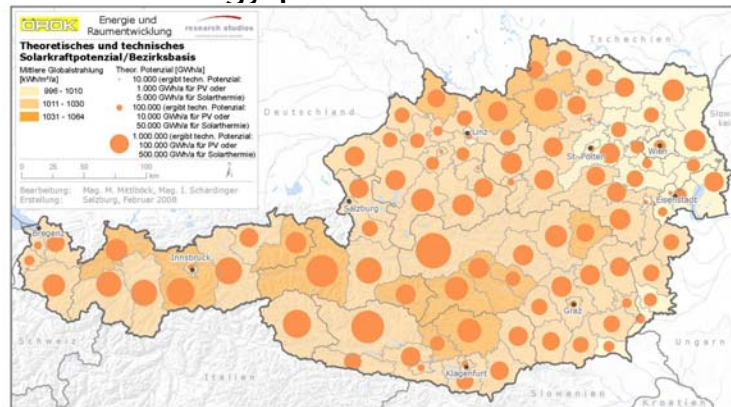 ÖROK
Energie und
Raumentwicklung
research studios
Theoretisches und technisches
Solarkraftpotenzial/Bezirksbasis
Mittlere Globalstrahlung
[kWh/m²/a]
996 - 1010
1011 - 1030
1031 - 1064
Theor. Potenzial [GWh/a]
10.000 (ergibt techn. Potenzial:
1.000 GWh/a für PV oder
5.000 GWh/a für Solarthermie)
100.000 (ergibt techn. Potenzial:
10.000 GWh/a für PV oder
50.000 GWh/a für Solarthermie)
1.000.000 (ergibt techn. Potenzial:
100.000 GWh/a für PV oder
500.000 GWh/a für Solarthermie)
Bearbeitung: Mag. M. Mittlböck, Mag. I. Schardinger
Erstellung: Salzburg, Februar 2008
Tschechien
Deutschland
Linz
St. Pölten
Wien
Eisenstadt
Salzburg
Bregenz
Innsbruck
Graz
Klagenfurt
Schweiz
Italien
Ungarn
Slowenien
Kroatien